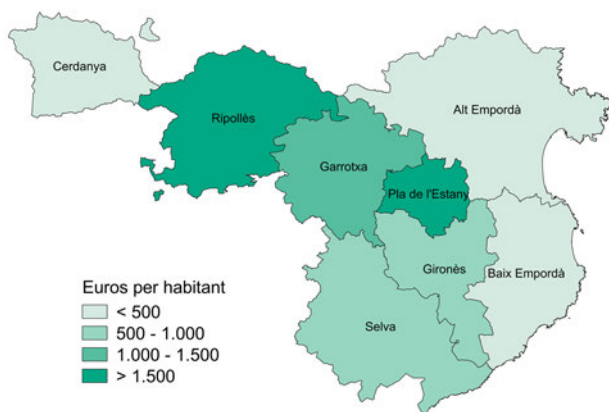 Cerdanya
Ripollès
Alt Empordà
Garrotxa
Pla de l'Estany
Gironès
Baix Empordà
Selva
Euros per habitant
< 500
500 - 1.000
1.000 - 1.500
> 1.500